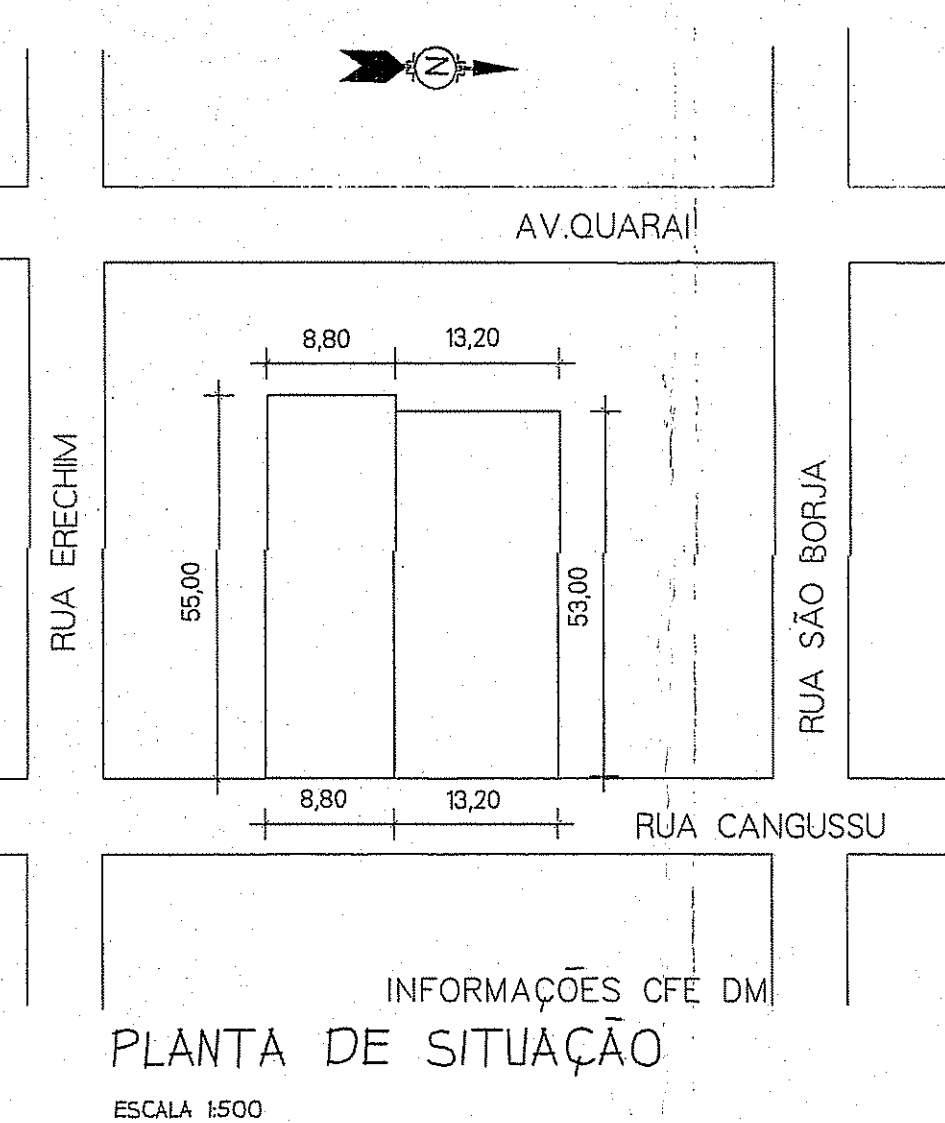 N
AV.QUARAI
8,80
13,20
RUA ERECHIM
55,00
53,00
RUA SÃO BORJA
8,80
13,20
RUA CANGUSSU
INFORMAÇÕES CFE DM
PLANTA DE SITUAÇÃO
ESCALA 1:500